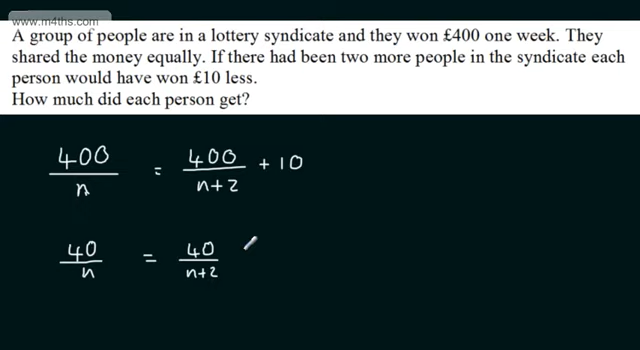 www.m4ths.com
A group of people are in a lottery syndicate and they won £400 one week. They
shared the money equally. If there had been two more people in the syndicate each
person would have won £10 less.
How much did each person get?
400/n = 400/n+2 + 10
40/n = 40/n+2